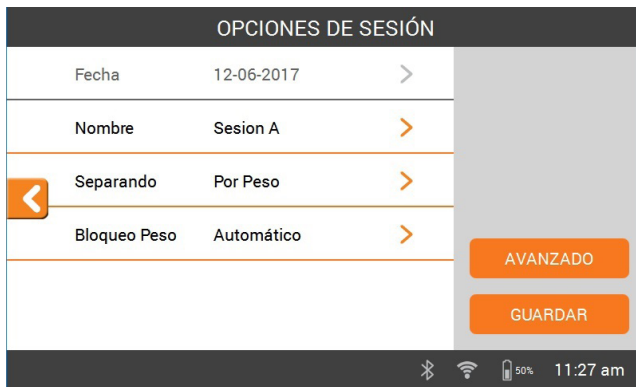 OPCIONES DE SESIÓN
Fecha 12-06-2017
Nombre Sesion A
Separando Por Peso
Bloqueo Peso Automático
AVANZADO
GUARDAR
50% 11:27 am